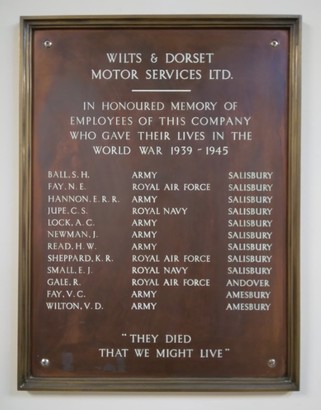 WILTS & DORSET
MOTOR SERVICES LTD.
IN HONOURED MEMORY OF
EMPLOYEES OF THIS COMPANY
WHO GAVE THEIR LIVES IN THE
WORLD WAR 1939 - 1945
BALL, S. H. ARMY SALISBURY
FAY, N. E. ROYAL AIR FORCE SALISBURY
HANNON, E. R. R. ARMY SALISBURY
JUPE, C. S. ROYAL NAVY SALISBURY
LOCK, A. C. ARMY SALISBURY
NEWMAN, J. ARMY SALISBURY
READ, H. W. ARMY SALISBURY
SHEPPARD, K. R. ROYAL AIR FORCE SALISBURY
SMALL, E. J. ROYAL NAVY SALISBURY
GALE, R. ROYAL AIR FORCE ANDOVER
FAY, V. C. ARMY AMESBURY
WILTON, V. D. ARMY AMESBURY
"THEY DIED
THAT WE MIGHT LIVE"